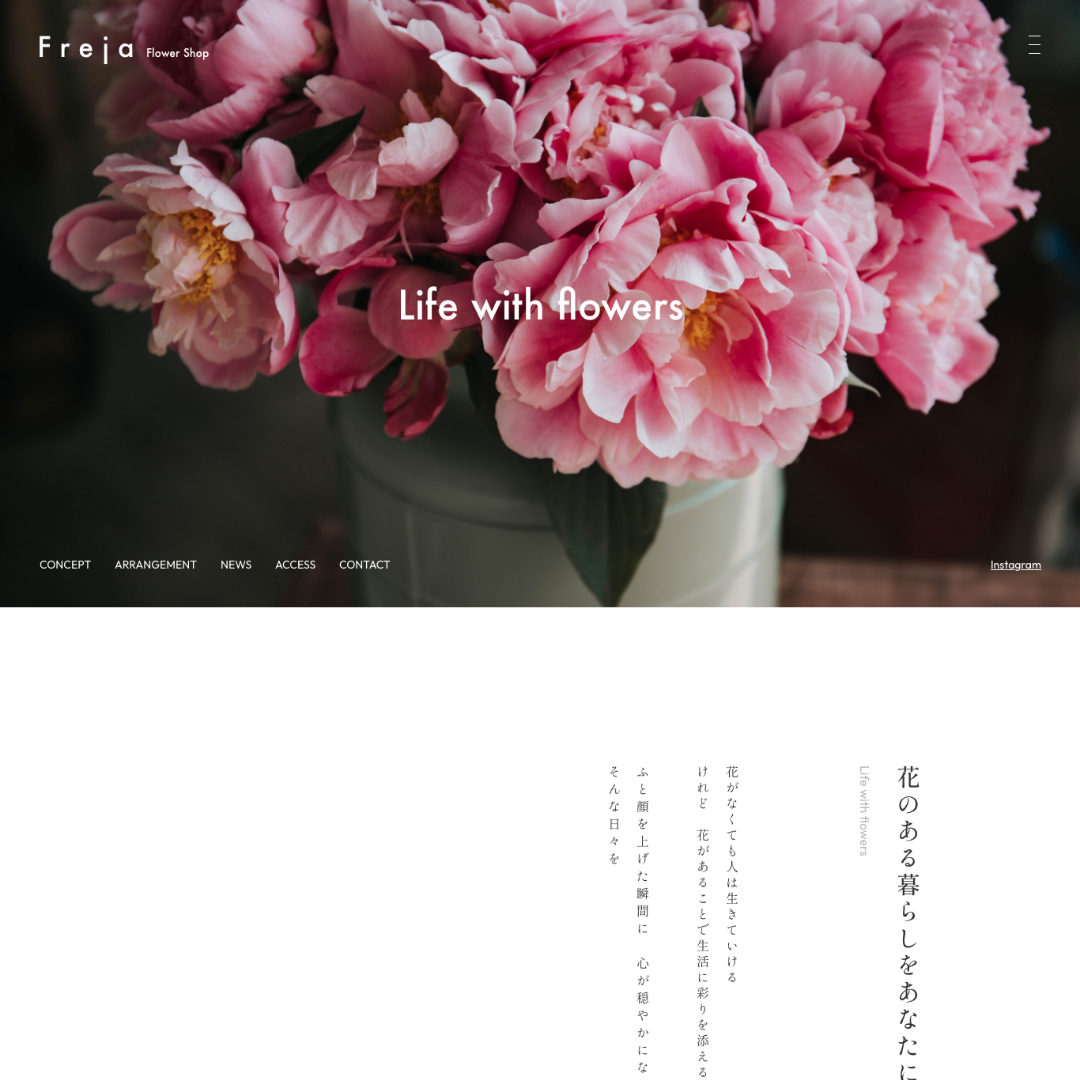 Freja Flower Shop
Life with flowers
CONCEPT ARRANGEMENT NEWS ACCESS CONTACT
Instagram
花のある暮らしをあなたに
Life with flowers
花がなくても人は生きていける
けれど　花があることで生活に彩りを添える
ふと顔を上げた瞬間に　心が穏やかにな
そんな日々を